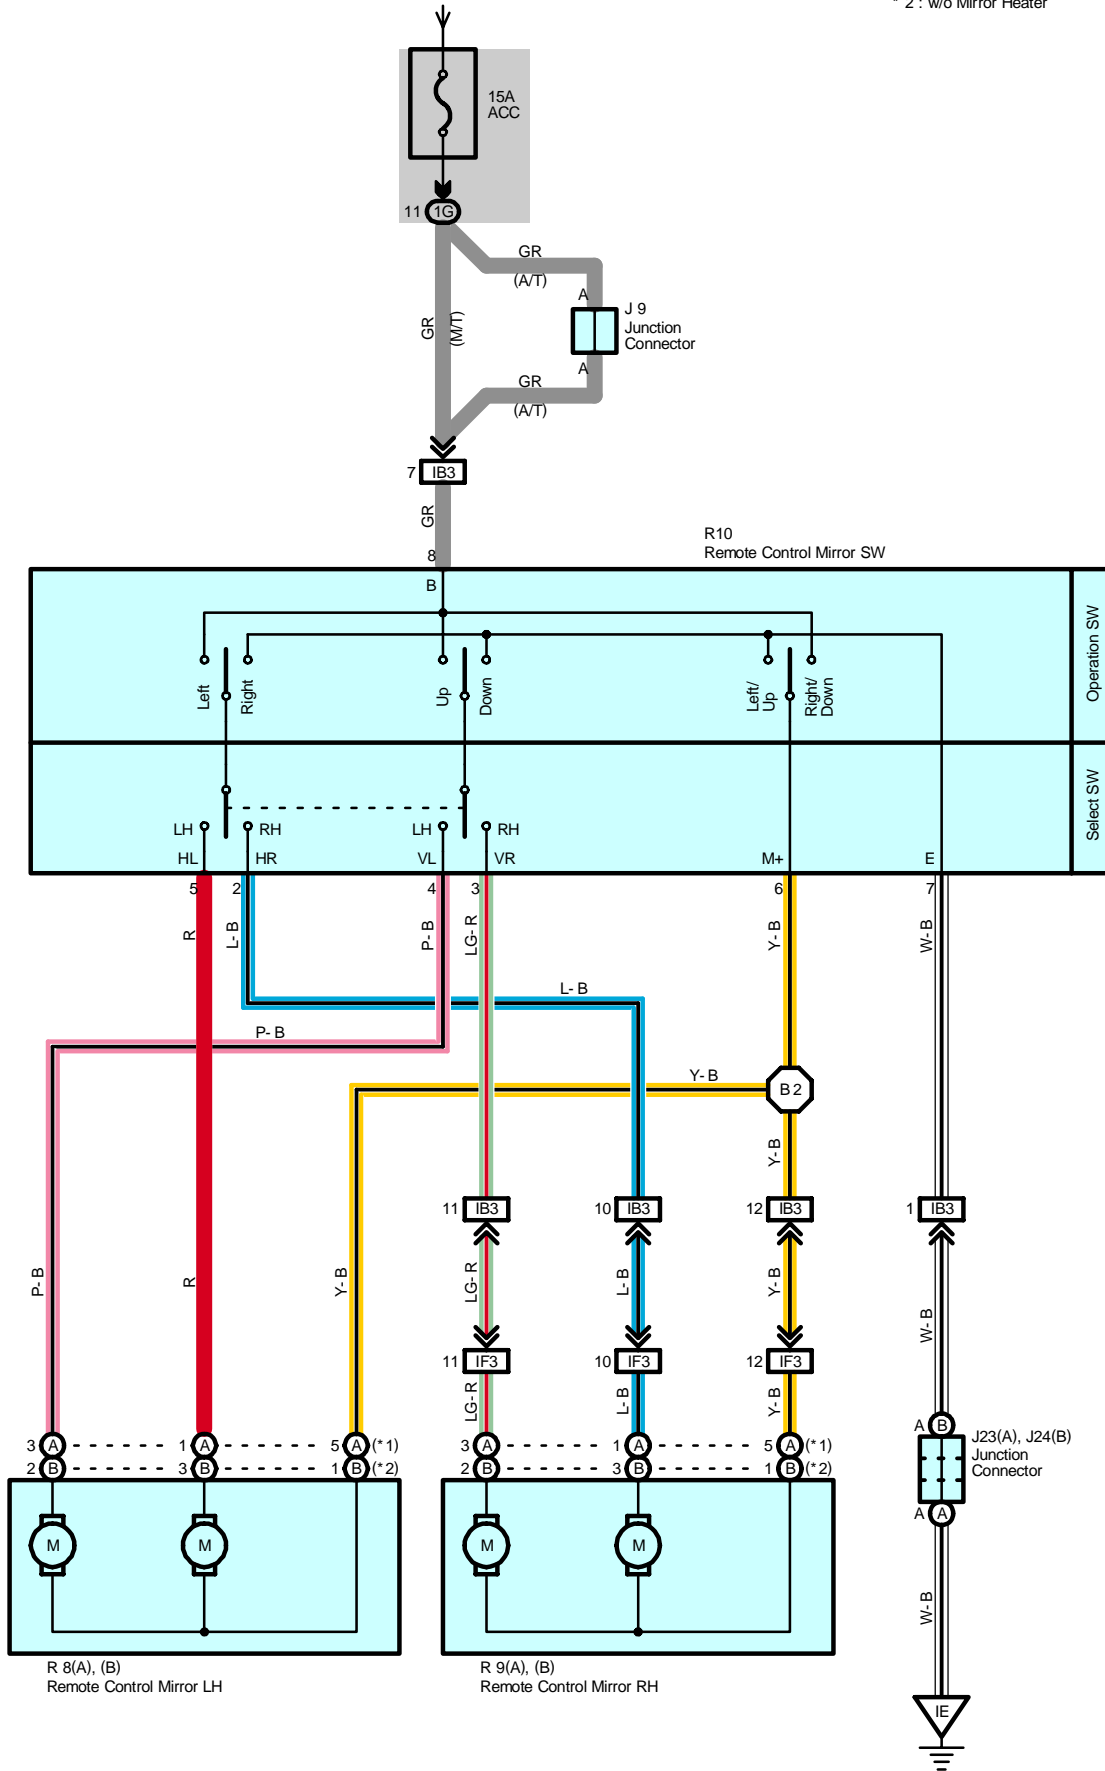 * 2 : w/o Mirror Heater
15A
ACC
11 1G
GR
(A/T)
A
J 9
Junction
Connector
GR
(M/T)
A
GR
(A/T)
7 IB3
GR
8
R10
Remote Control Mirror SW
B
Left
Right
Up
Down
Left/
Up
Right/
Down
Operation SW
LH
RH
LH
RH
Select SW
HL
HR
VL
VR
M+
E
5
2
4
3
6
7
R
L- B
P- B
LG- R
Y- B
W- B
L- B
P- B
Y- B
B 2
Y- B
11 IB3
10 IB3
12 IB3
1 IB3
P- B
R
Y- B
LG- R
L- B
Y- B
W- B
11 IF3
10 IF3
12 IF3
LG- R
L- B
Y- B
3 A
1 A
5 A (* 1)
3 A
1 A
5 A (* 1)
2 B
3 B
1 B (* 2)
2 B
3 B
1 B (* 2)
A B
J23(A), J24(B)
Junction
Connector
A A
M
M
M
M
W- B
R 8(A), (B)
Remote Control Mirror LH
R 9(A), (B)
Remote Control Mirror RH
IE